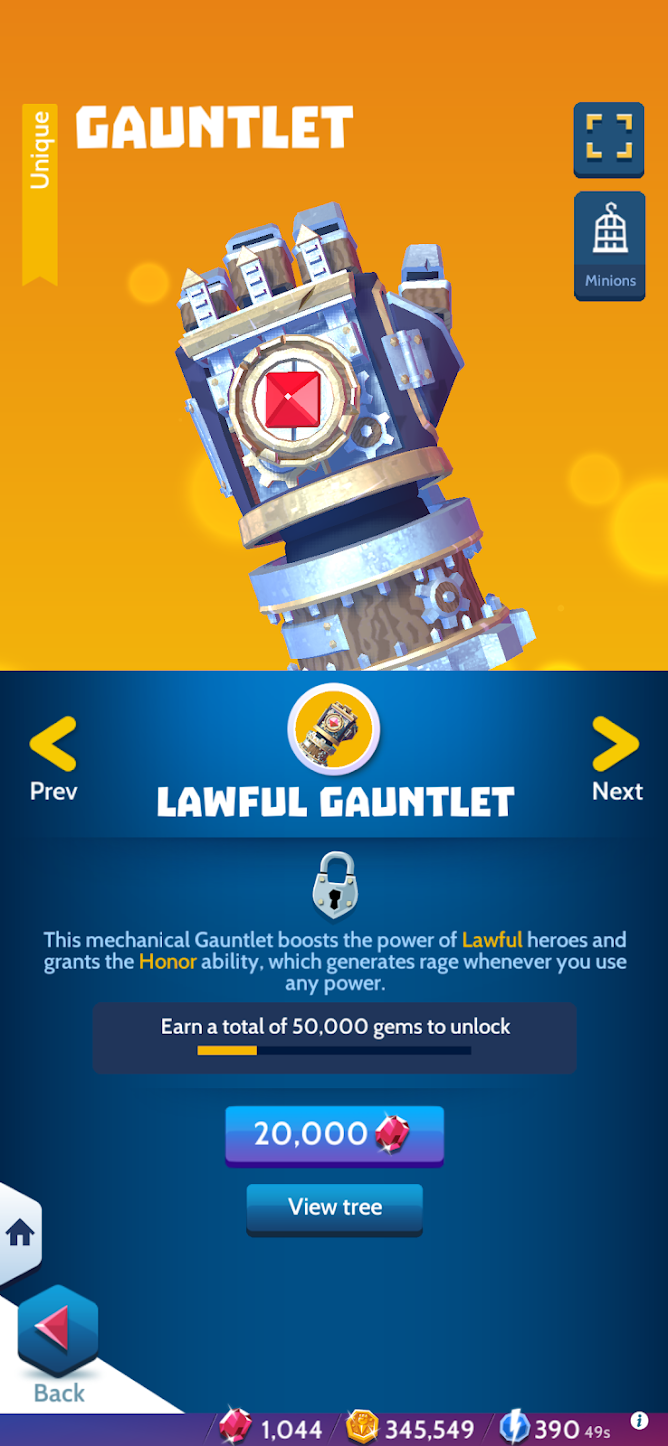 Unique
GAUNTLET
Minions
Prev
Next
LAWFUL GAUNTLET
This mechanical Gauntlet boosts the power of Lawful heroes and
grants the Honor ability, which generates rage whenever you use
any power.
Earn a total of 50,000 gems to unlock
20,000
View tree
Back
1,044
345,549
390 49s
i